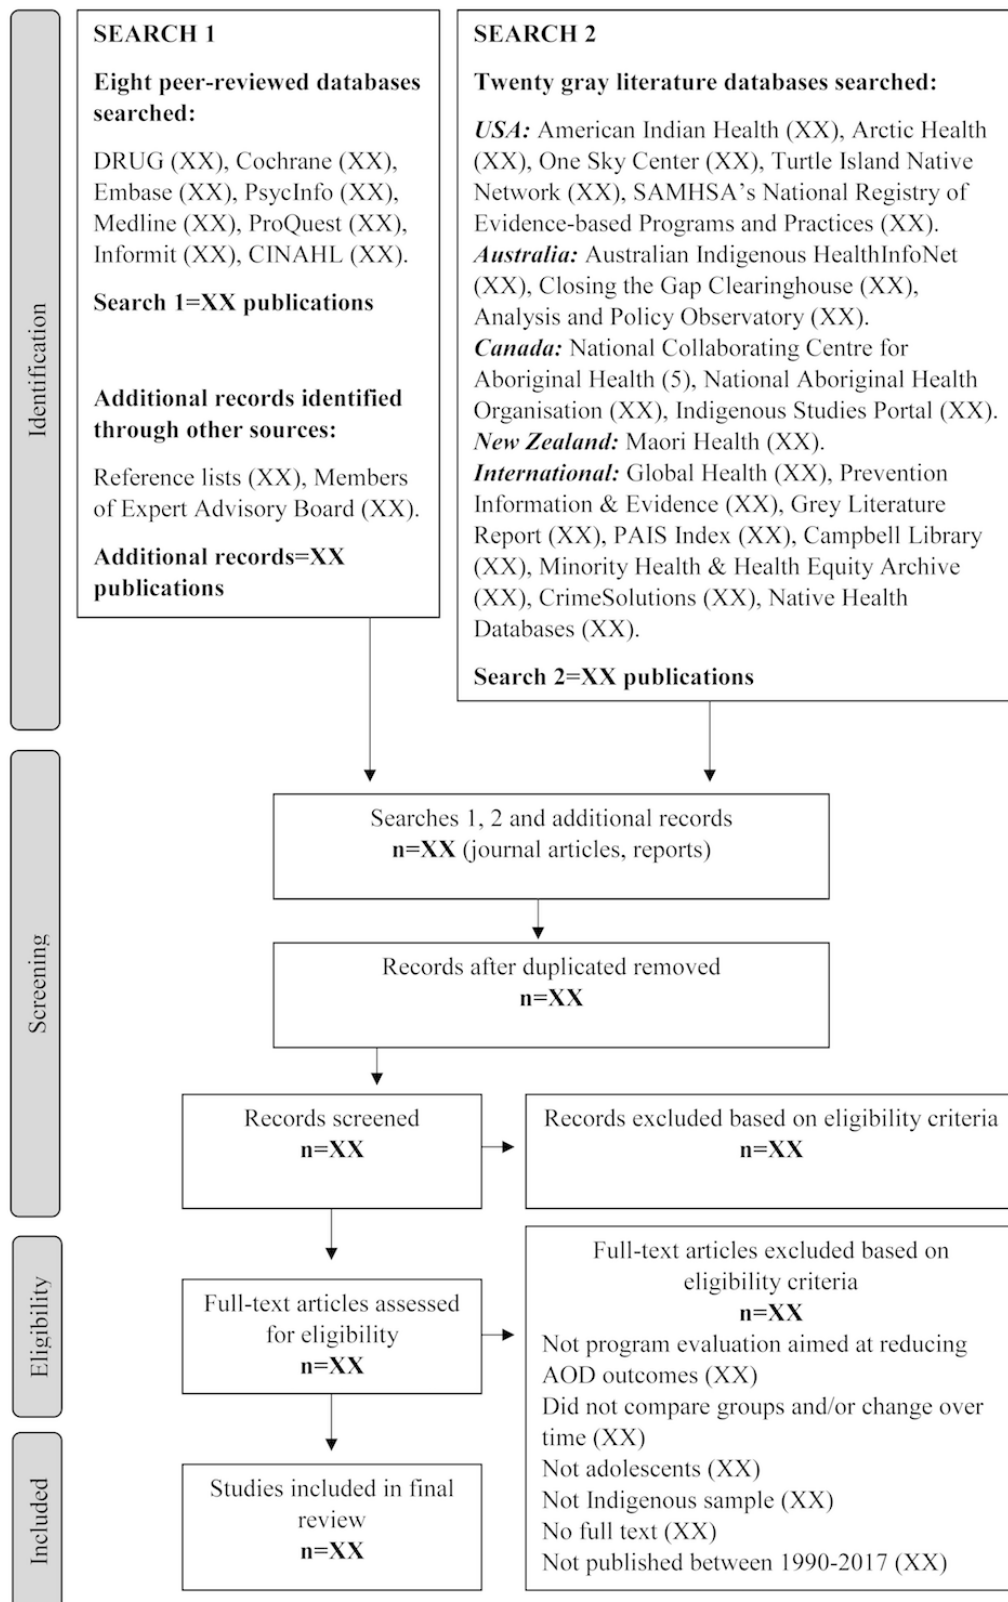 Identification
SEARCH 1
Eight peer-reviewed databases
searched:
DRUG (XX), Cochrane (XX),
Embase (XX), PsycInfo (XX),
Medline (XX), ProQuest (XX),
Informit (XX), CINAHL (XX).
Search 1=XX publications
Additional records identified
through other sources:
Reference lists (XX), Members
of Expert Advisory Board (XX).
Additional records=XX
publications
SEARCH 2
Twenty gray literature databases searched:
USA: American Indian Health (XX), Arctic Health
(XX), One Sky Center (XX), Turtle Island Native
Network (XX), SAMHSA's National Registry of
Evidence-based Programs and Practices (XX).
Australia: Australian Indigenous HealthInfoNet
(XX), Closing the Gap Clearinghouse (XX),
Analysis and Policy Observatory (XX).
Canada: National Collaborating Centre for
Aboriginal Health (5), National Aboriginal Health
Organisation (XX), Indigenous Studies Portal (XX).
New Zealand: Maori Health (XX).
International: Global Health (XX), Prevention
Information & Evidence (XX), Grey Literature
Report (XX), PAIS Index (XX), Campbell Library
(XX), Minority Health & Health Equity Archive
(XX), CrimeSolutions (XX), Native Health
Databases (XX).
Search 2=XX publications
Screening
Searches 1, 2 and additional records
n=XX (journal articles, reports)
Records after duplicated removed
n=XX
Records screened
n=XX
Records excluded based on eligibility criteria
n=XX
Eligibility
Full-text articles assessed
for eligibility
n=XX
Full-text articles excluded based on
eligibility criteria
n=XX
Not program evaluation aimed at reducing
AOD outcomes (XX)
Did not compare groups and/or change over
time (XX)
Not adolescents (XX)
Not Indigenous sample (XX)
No full text (XX)
Not published between 1990-2017 (XX)
Included
Studies included in final
review
n=XX